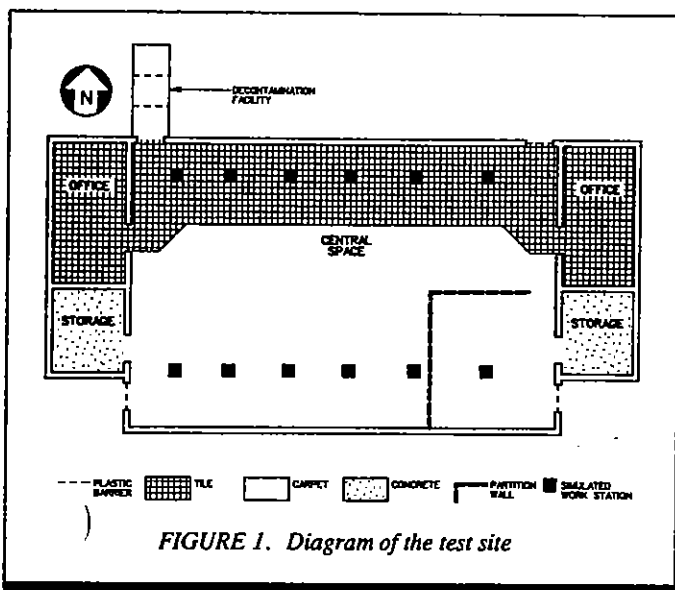 DECONTAMINATION
FACILITY
N
OFFICE
OFFICE
CENTRAL
SPACE
STORAGE
STORAGE
PLASTIC
BARRIER
TILE
CARPET
CONCRETE
PARTITION
WALL
SIMULATED
WORK STATION
FIGURE 1. Diagram of the test site